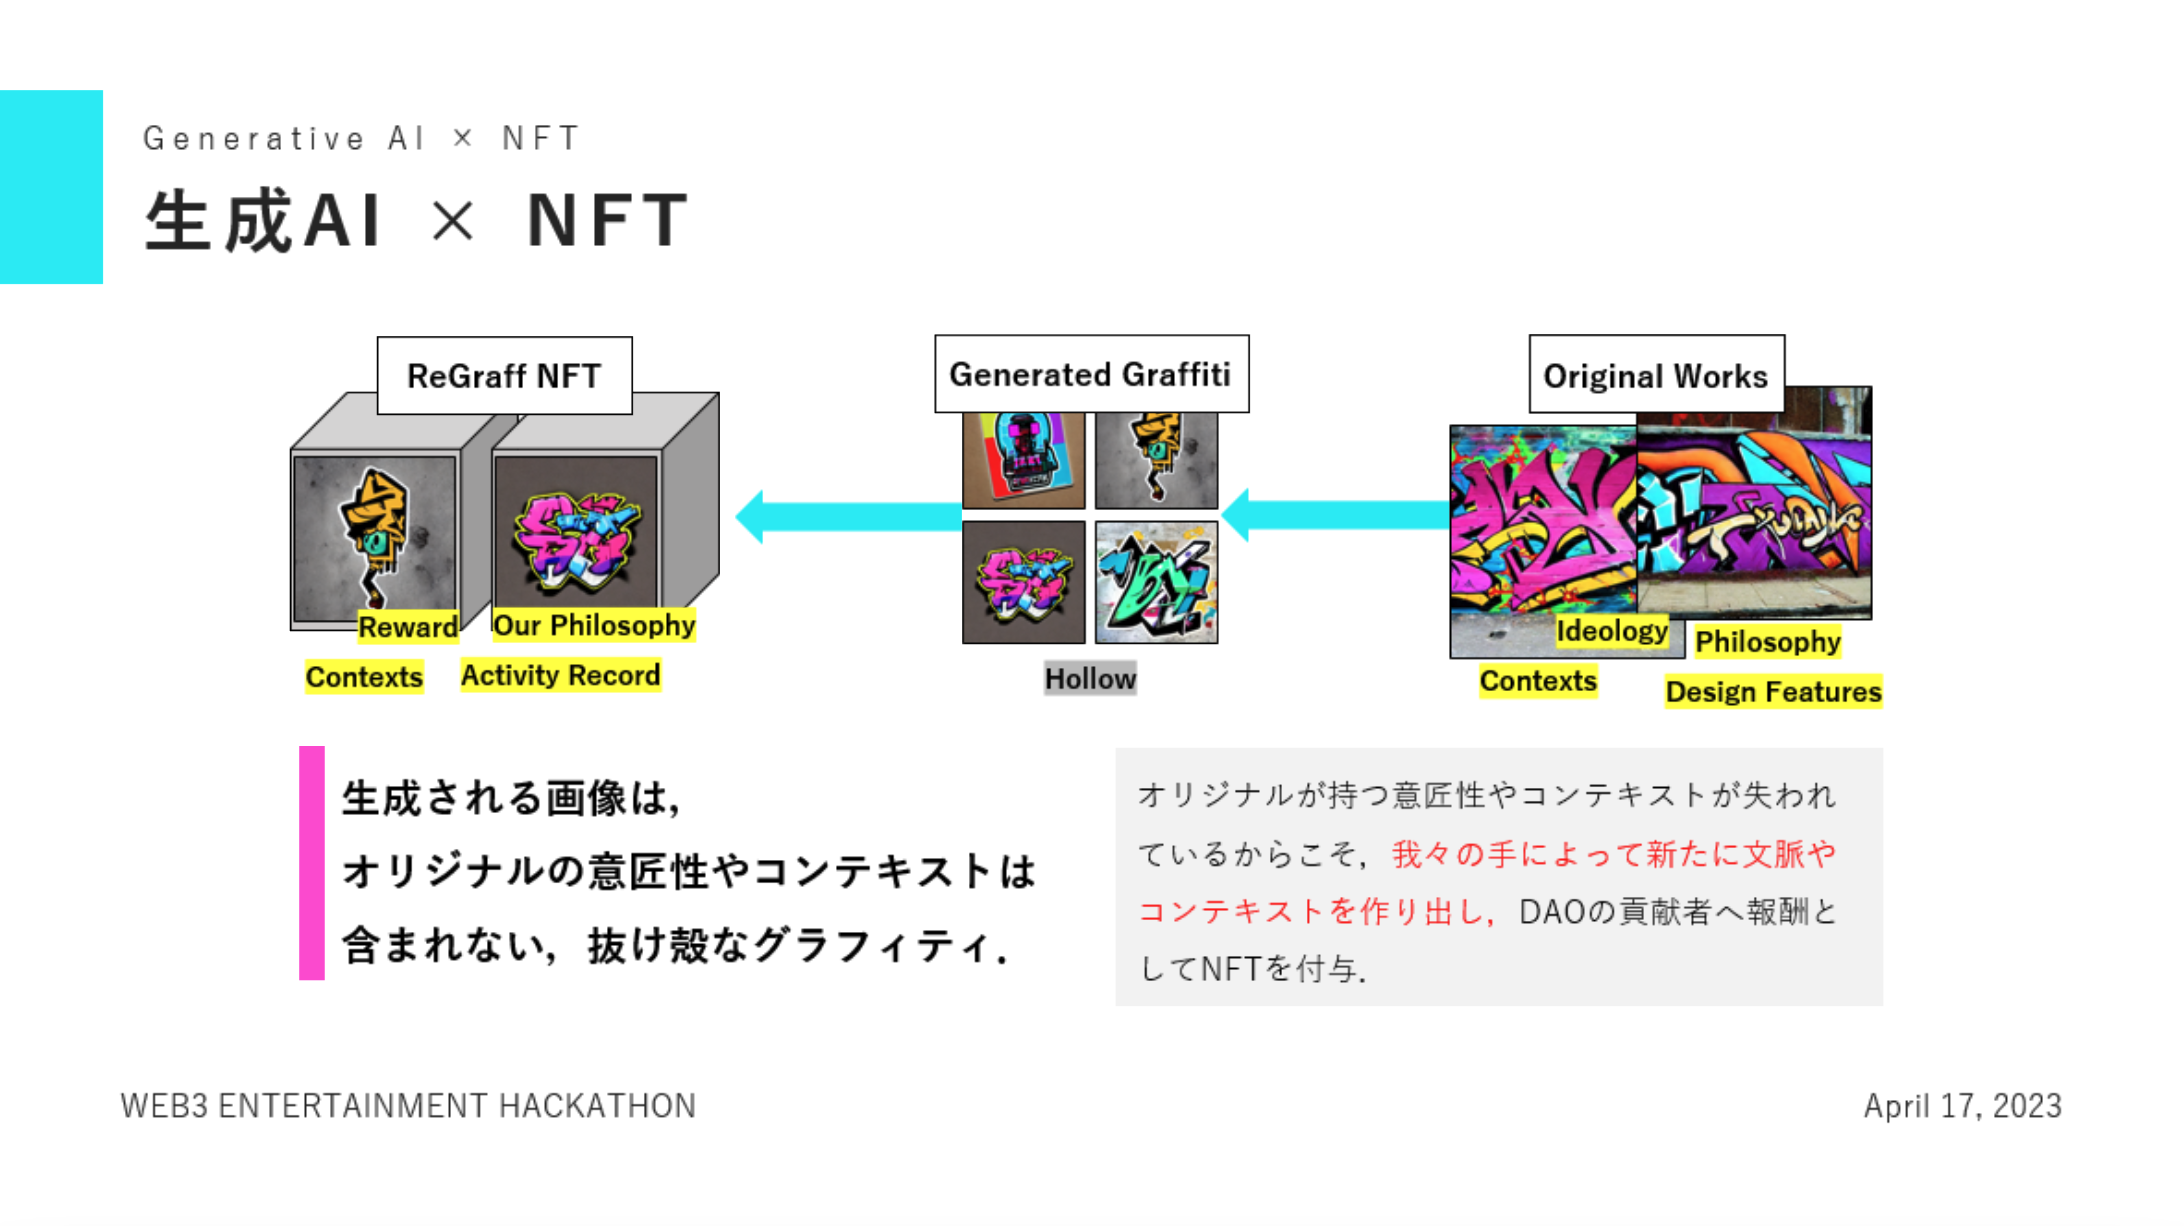 Generative AI × NFT
生成AI × NFT
ReGraff NFT
Generated Graffiti
Original Works
Reward
Our Philosophy
Contexts
Activity Record
Hollow
Ideology
Philosophy
Contexts
Design Features
生成される画像は，
オリジナルの意匠性やコンテキストは
含まれない，抜け殻なグラフィティ．
オリジナルが持つ意匠性やコンテキストが失われ
ているからこそ，我々の手によって新たに文脈や
コンテキストを作り出し，DAOの貢献者へ報酬と
してNFTを付与．
WEB3 ENTERTAINMENT HACKATHON
April 17, 2023